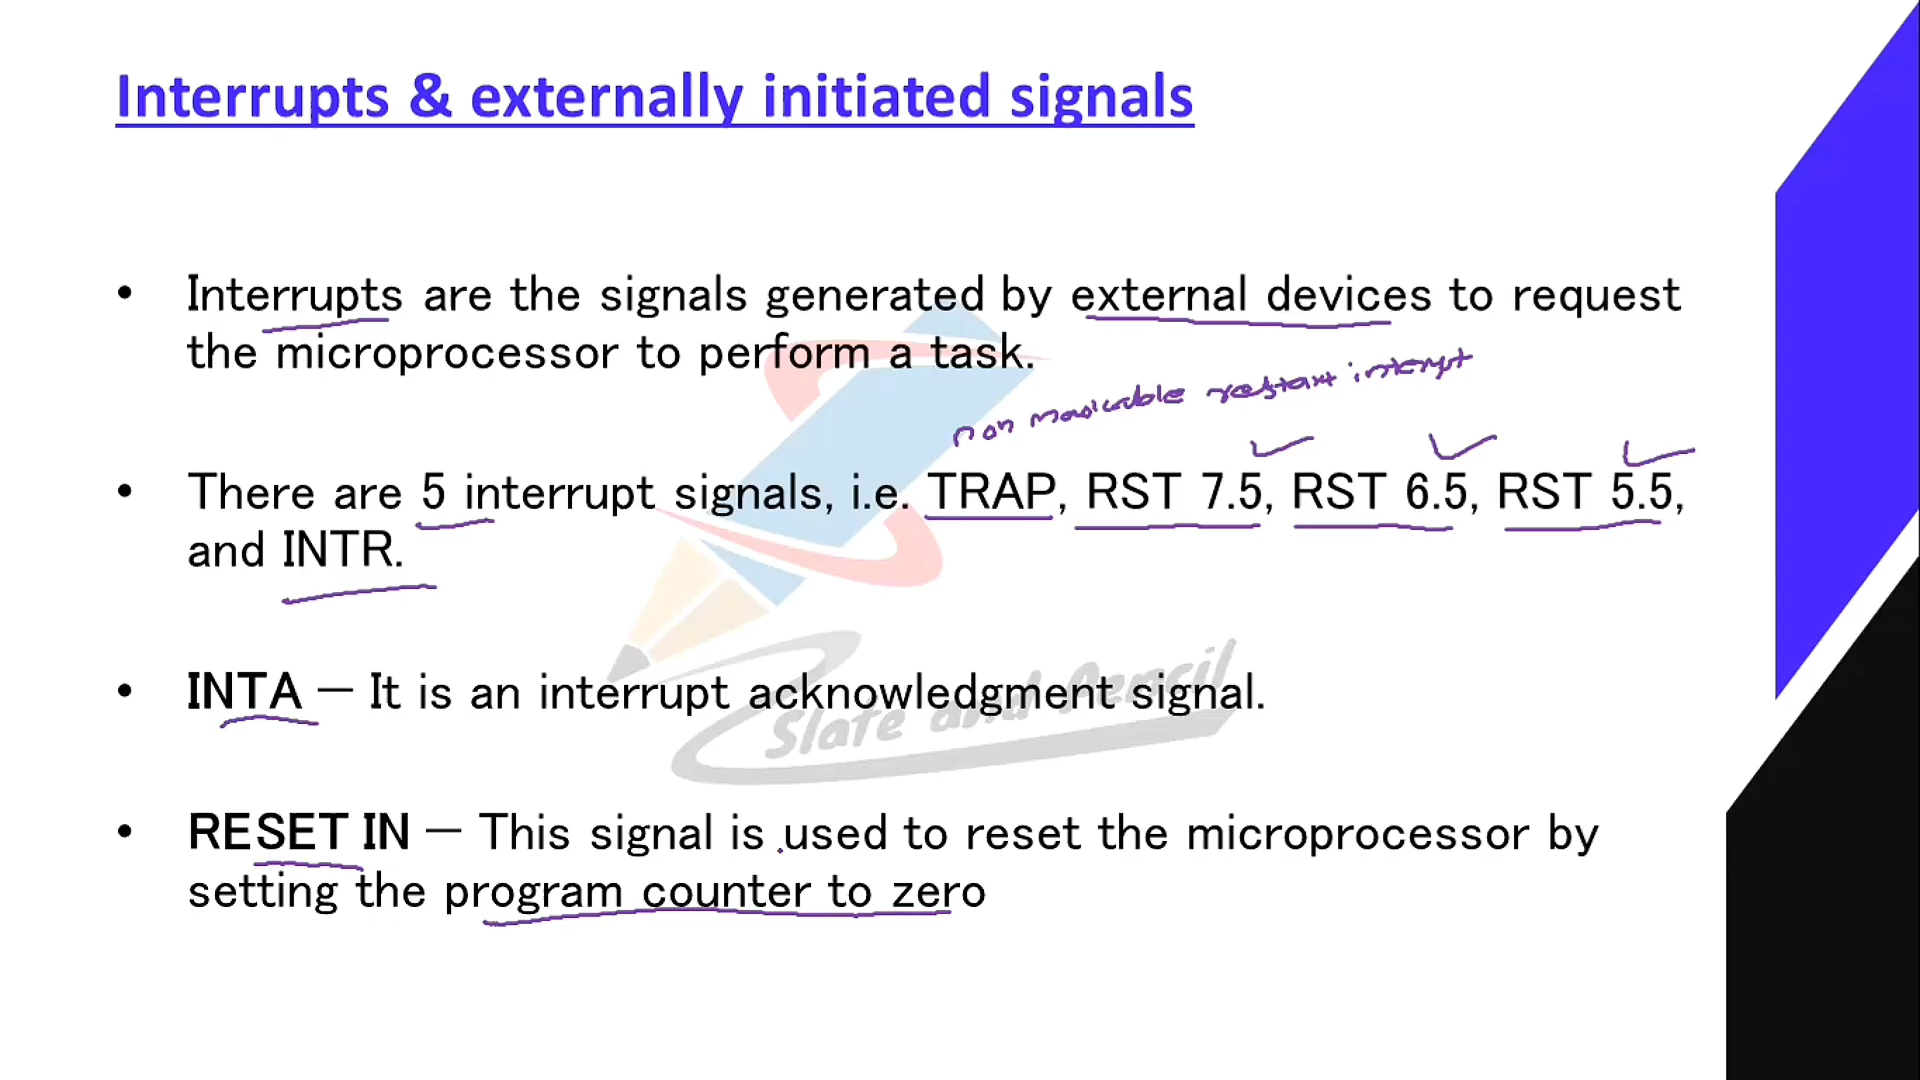 Interrupts & externally initiated signals
• Interrupts are the signals generated by external devices to request
the microprocessor to perform a task.
non restart interrupt
• There are 5 interrupt signals, i.e. TRAP, RST 7.5, RST 6.5, RST 5.5,
and INTR.
• INTA – It is an interrupt acknowledgment signal.
Slate and Pencil
• RESET IN – This signal is used to reset the microprocessor by
setting the program counter to zero